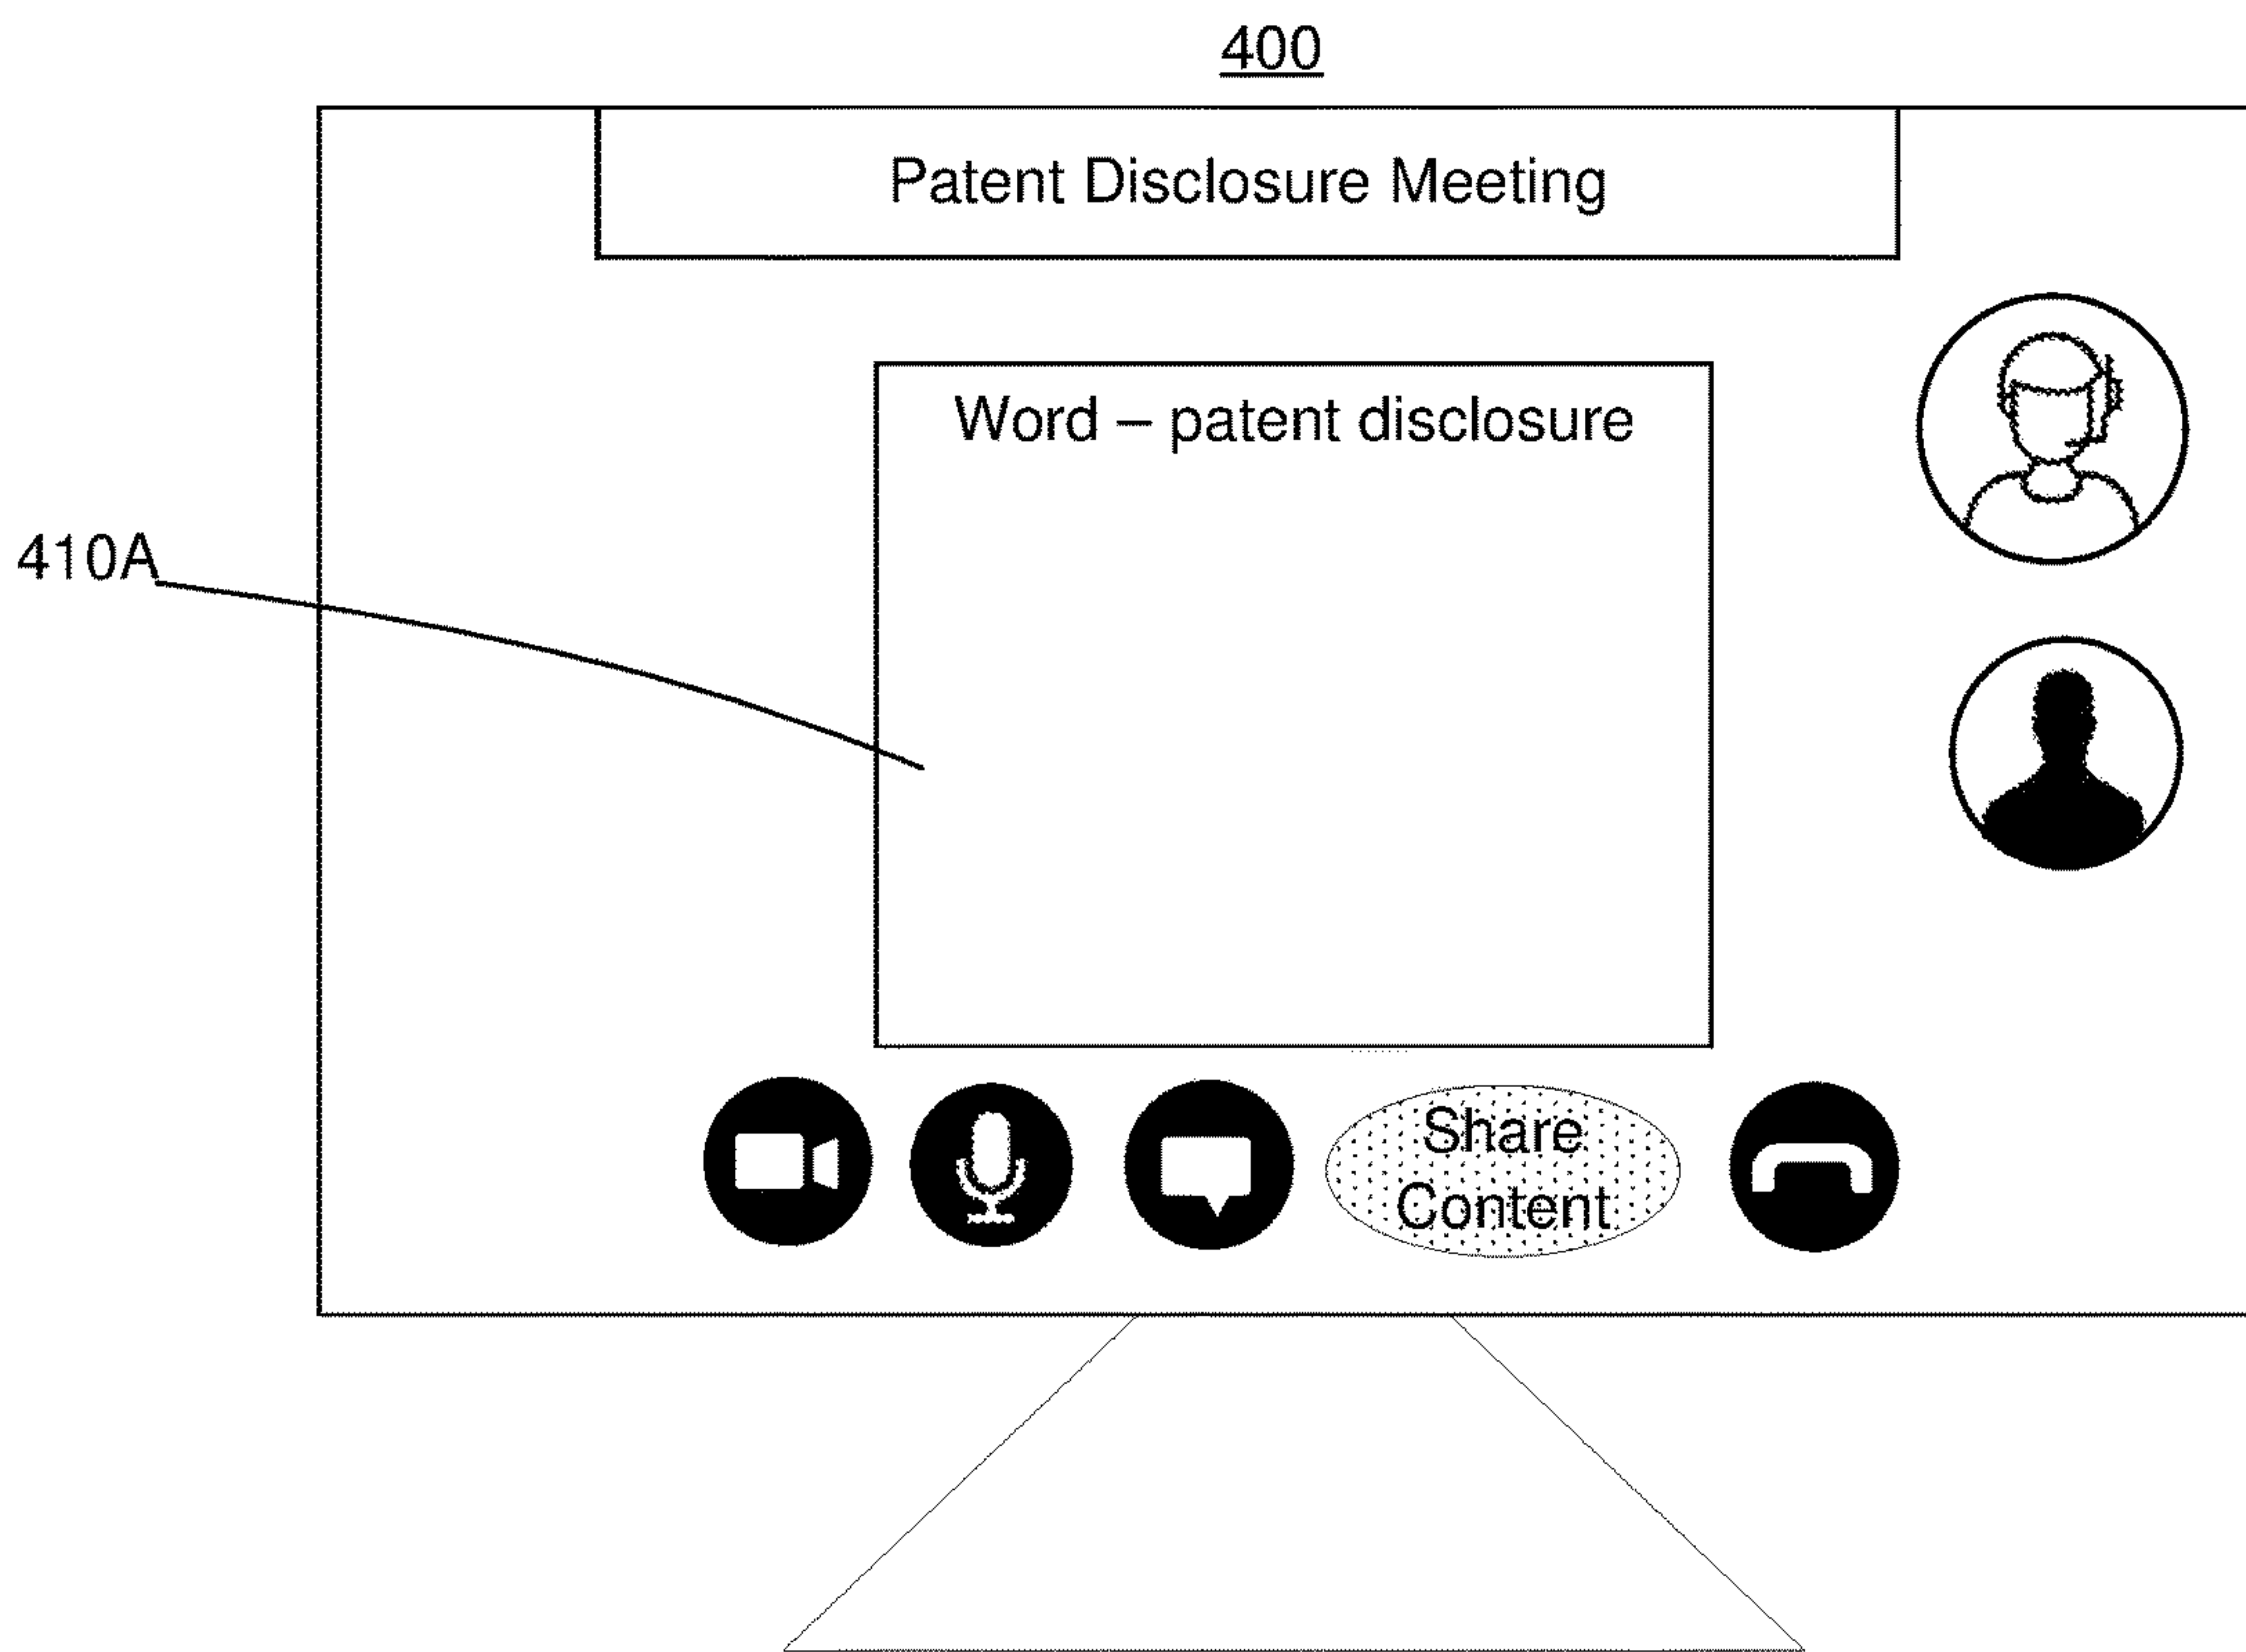 400
Patent Disclosure Meeting
Word – patent disclosure
410A
Share
Content